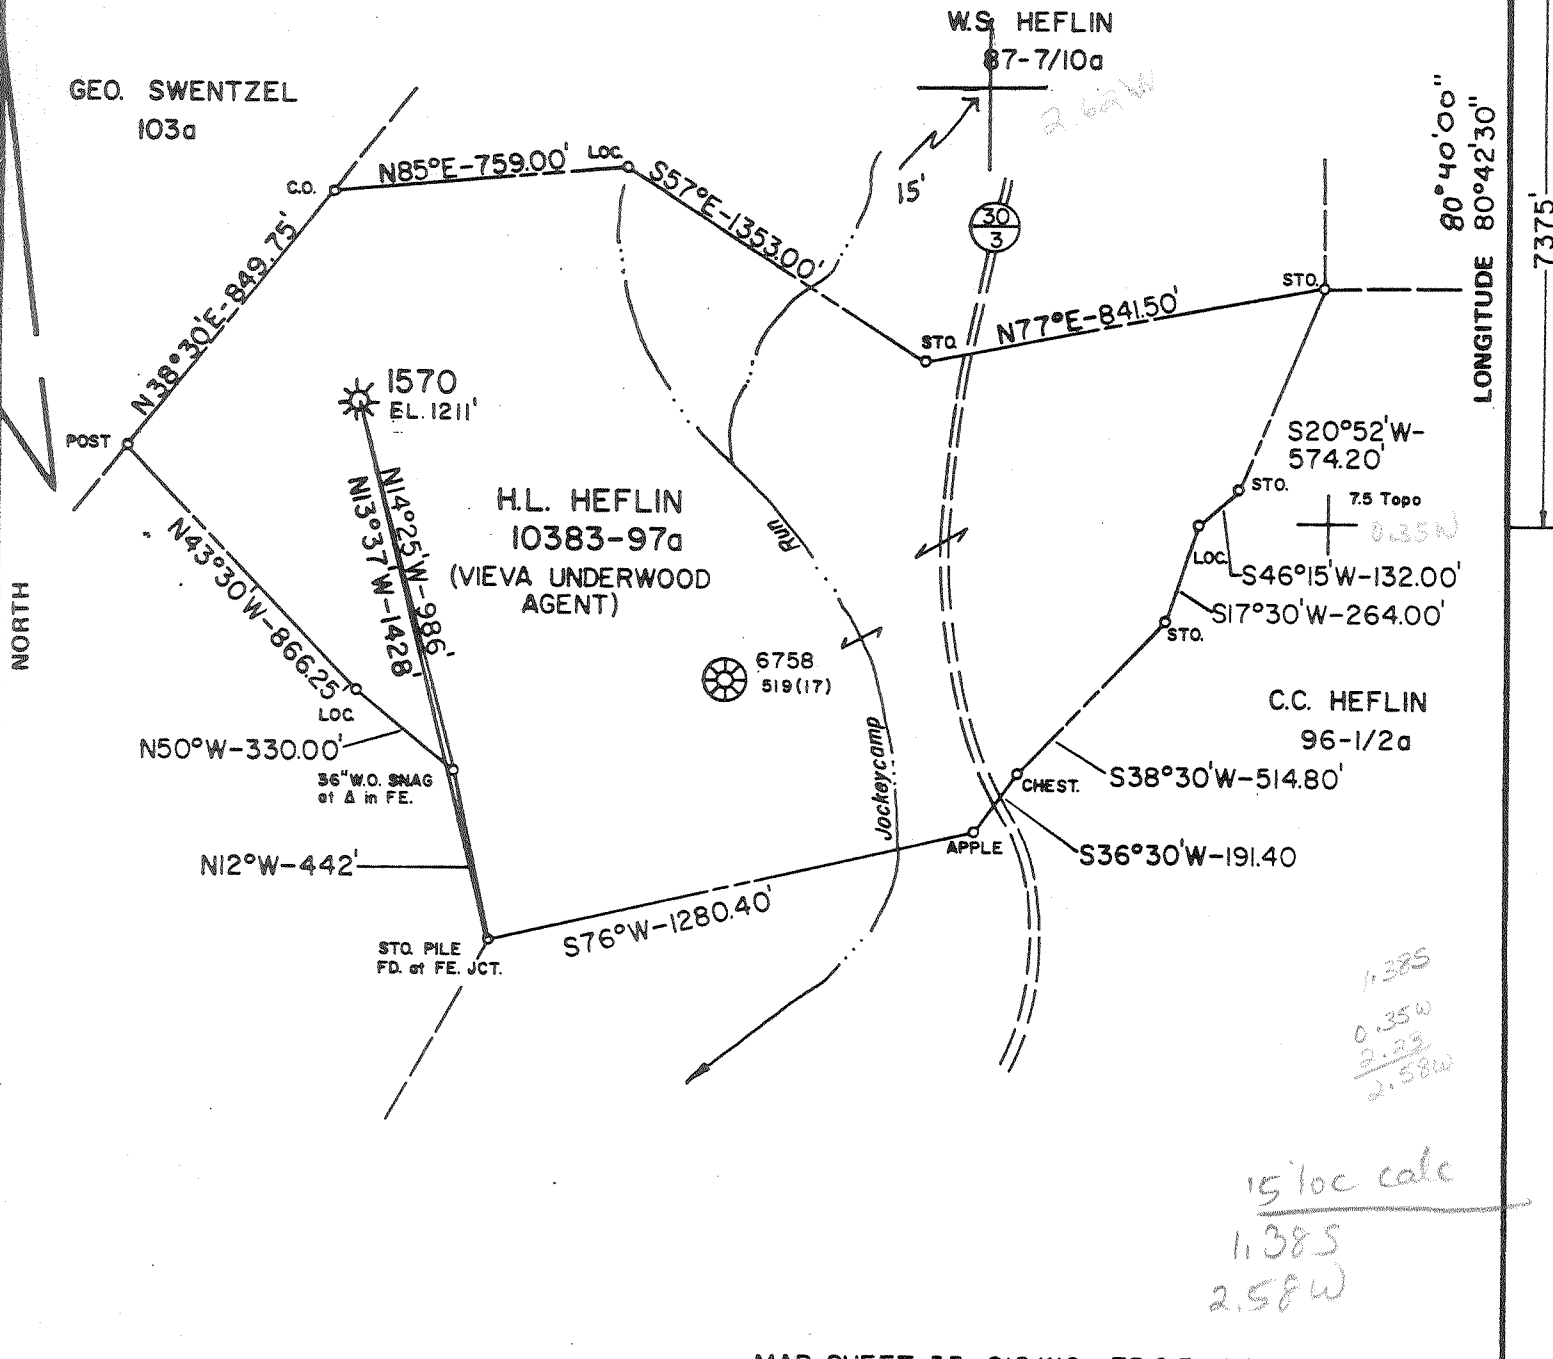 W.S. HEFLIN
87-7/10a
2.62W
GEO. SWENTZEL
103a
80°40'00"
LONGITUDE 80°42'30"
7375'
C.O.
N85°E-759.00'
LOC.
S57°E-1353.00'
15'
30
3
N38°30'E-849.75'
STO.
N77°E-841.50'
STO.
1570
EL. 1211'
POST
S20°52'W-
574.20'
STO.
7.5 Topo
0.35W
N14°25'W-986'
N13°37'W-1428'
H.L. HEFLIN
10383-97a
(VIEVA UNDERWOOD
AGENT)
Run
N43°30'W-866.25'
LOC.
S46°15'W-132.00'
S17°30'W-264.00'
STO.
NORTH
6758
519(17)
LOC.
C.C. HEFLIN
96-1/2a
N50°W-330.00'
36" W.O. SNAG
at Δ in FE.
Jockeycamp
CHEST.
S38°30'W-514.80'
APPLE
S36°30'W-191.40
N12°W-442'
S76°W-1280.40'
STO. PILE
FD. at FE. JCT.
1.38S
0.35W
2.23
2.58W
15' loc calc
1.38S
2.58W